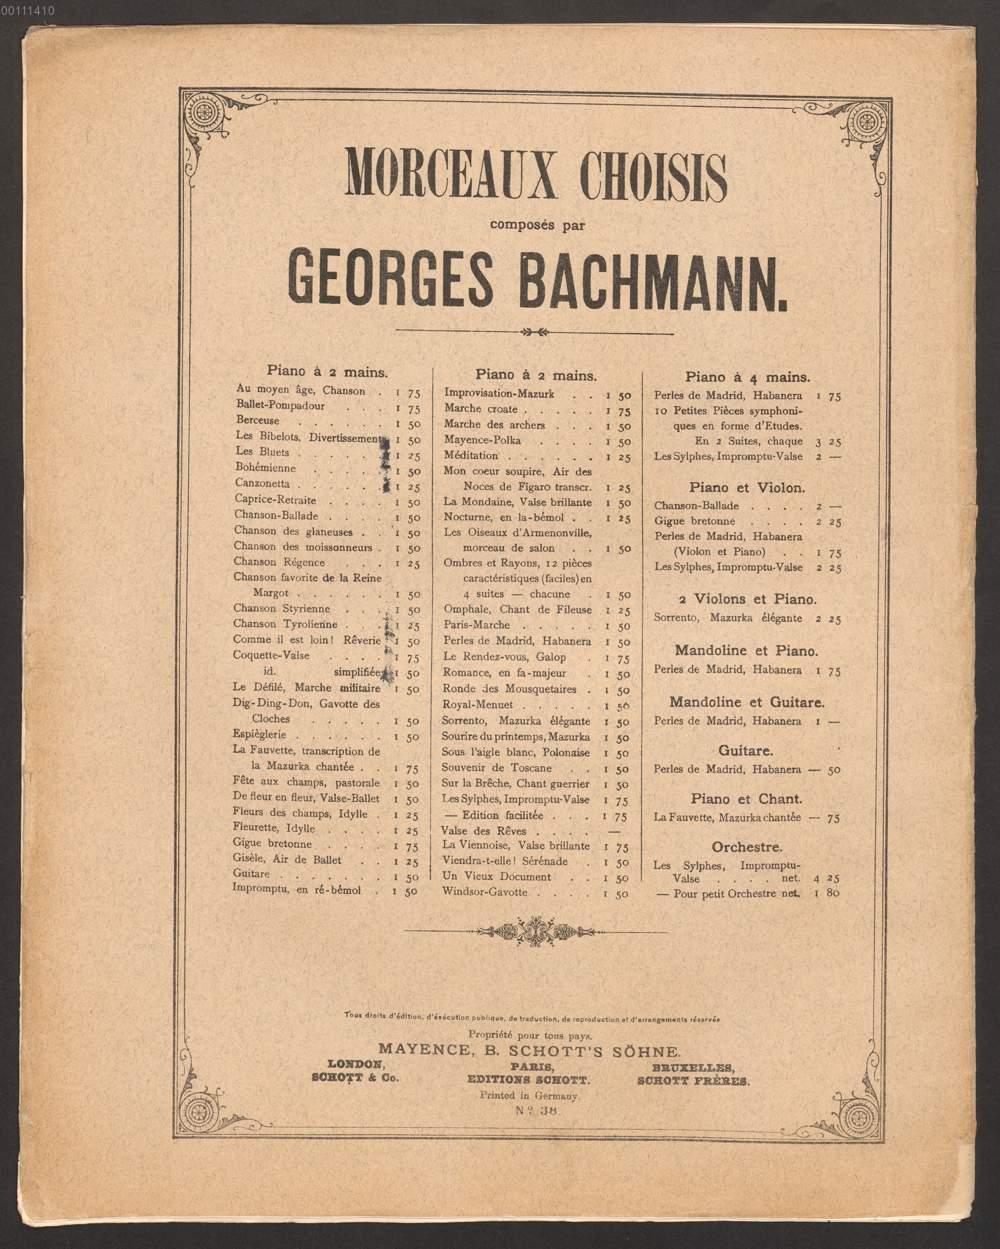 00111410
MORCEAUX CHOISIS
composés par
GEORGES BACHMANN.
Piano à 2 mains.
Au moyen âge, Chanson . 1 75
Ballet-Pompadour . . . 1 75
Berceuse . . . . . . 1 50
Les Bibelots, Divertissement 1 50
Les Bluets . . . . . . 1 25
Bohémienne . . . . . 1 50
Canzonetta . . . . . . 1 25
Caprice-Retraite . . . . 1 50
Chanson-Ballade . . . . 1 50
Chanson des glaneuses . . 1 50
Chanson des moissonneurs . 1 50
Chanson Régence . . . 1 25
Chanson favorite de la Reine
Margot . . . . . . 1 50
Chanson Styrienne . . . 1 50
Chanson Tyrolienne . . . 1 25
Comme il est loin! Rêverie 1 50
Coquette-Valse . . . . 1 75
id. simplifiée 1 50
Le Défilé, Marche militaire 1 50
Dig-Ding-Don, Gavotte des
Cloches . . . . . 1 50
Espièglerie . . . . . . 1 50
La Fauvette, transcription de
la Mazurka chantée . . 1 75
Fête aux champs, pastorale 1 50
De fleur en fleur, Valse-Ballet 1 50
Fleurs des champs, Idylle . 1 25
Fleurette, Idylle . . . . 1 25
Gigue bretonne . . . . 1 75
Gisèle, Air de Ballet . . 1 25
Guitare . . . . . . . 1 50
Impromptu, en ré-bémol . 1 50
Piano à 2 mains.
Improvisation-Mazurk . . 1 50
Marche croate . . . . . 1 75
Marche des archers . . . 1 50
Mayence-Polka . . . . 1 50
Méditation . . . . . . 1 25
Mon coeur soupire, Air des
Noces de Figaro transcr. 1 25
La Mondaine, Valse brillante 1 50
Nocturne, en la-bémol . . 1 25
Les Oiseaux d'Armenonville,
morceau de salon . . 1 50
Ombres et Rayons, 12 pièces
caractéristiques (faciles) en
4 suites — chacune . 1 50
Omphale, Chant de Fileuse 1 25
Paris-Marche . . . . . 1 50
Perles de Madrid, Habanera 1 50
Le Rendez-vous, Galop . 1 75
Romance, en fa-majeur . 1 50
Ronde des Mousquetaires . 1 50
Royal-Menuet . . . . . 1 50
Sorrento, Mazurka élégante 1 50
Sourire du printemps, Mazurka 1 50
Sous l'aigle blanc, Polonaise 1 50
Souvenir de Toscane . . 1 50
Sur la Brêche, Chant guerrier 1 50
Les Sylphes, Impromptu-Valse 1 75
— Edition facilitée . . . 1 75
Valse des Rêves . . . . —
La Viennoise, Valse brillante 1 75
Viendra-t-elle! Sérénade . 1 50
Un Vieux Document . . 1 50
Windsor-Gavotte . . . . 1 50
Piano à 4 mains.
Perles de Madrid, Habanera 1 75
10 Petites Pièces symphoni-
ques en forme d'Etudes.
En 2 Suites, chaque 3 25
Les Sylphes, Impromptu-Valse 2 —
Piano et Violon.
Chanson-Ballade . . . . 2 —
Gigue bretonne . . . . 2 25
Perles de Madrid, Habanera
(Violon et Piano) . . 1 75
Les Sylphes, Impromptu-Valse 2 25
2 Violons et Piano.
Sorrento, Mazurka élégante 2 25
Mandoline et Piano.
Perles de Madrid, Habanera 1 75
Mandoline et Guitare.
Perles de Madrid, Habanera 1 —
Guitare.
Perles de Madrid, Habanera — 50
Piano et Chant.
La Fauvette, Mazurka chantée — 75
Orchestre.
Les Sylphes, Impromptu-
Valse . . . . net. 4 25
— Pour petit Orchestre net. 1 80
Tous droits d'édition, d'éxécution publique, de traduction, de reproduction et d'arrangements réservés
Propriété pour tous pays.
MAYENCE, B. SCHOTT'S SÖHNE.
LONDON, PARIS, BRUXELLES,
SCHOTT & Co. EDITIONS SCHOTT. SCHOTT FRÈRES.
Printed in Germany.
No 38